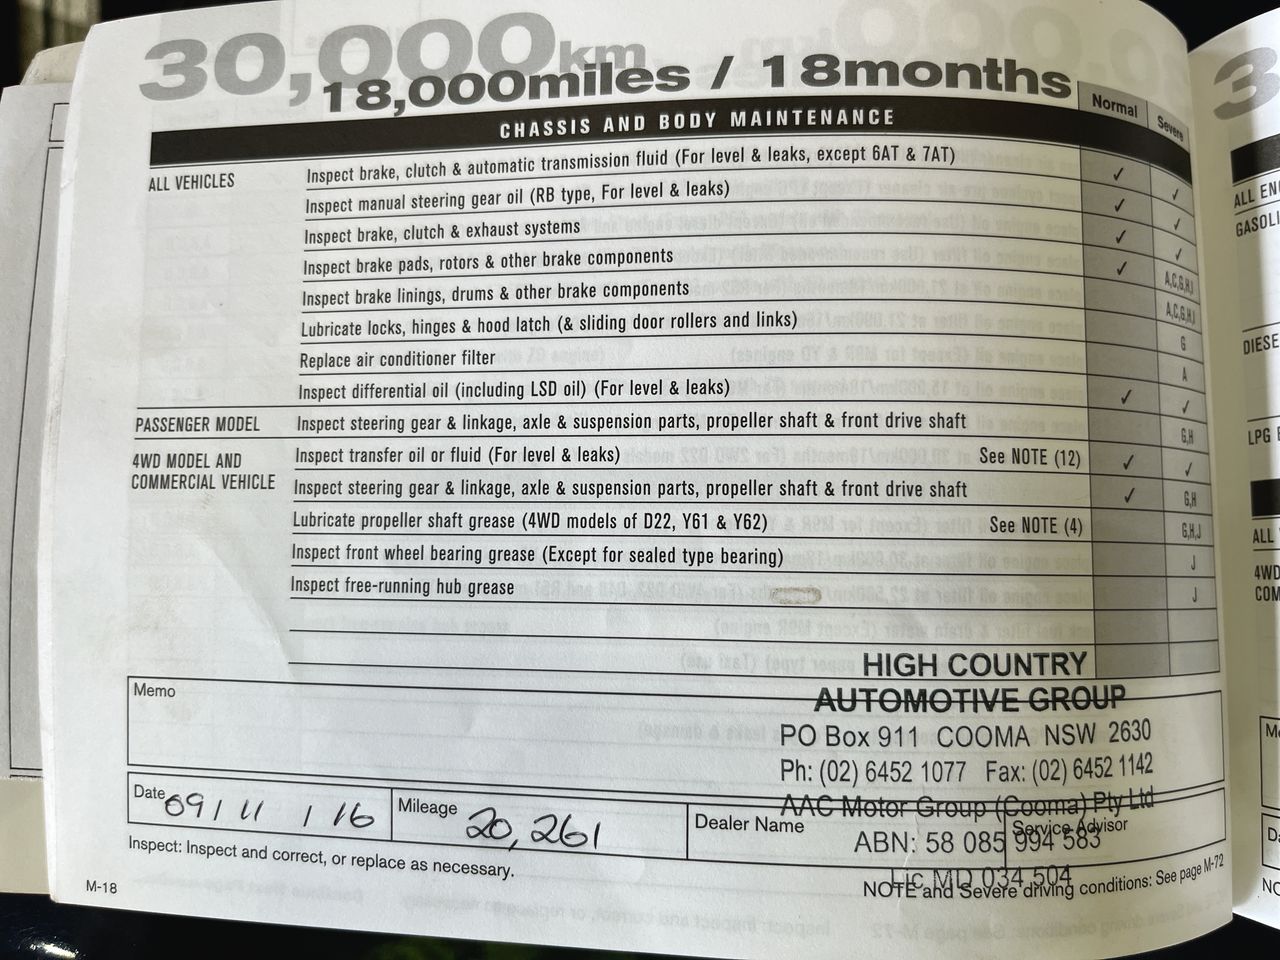 30,000km
18,000miles / 18months
Normal
Severe
CHASSIS AND BODY MAINTENANCE
ALL VEHICLES
Inspect brake, clutch & automatic transmission fluid (For level & leaks, except 6AT & 7AT) ✓ ✓
Inspect manual steering gear oil (RB type, For level & leaks) ✓ ✓
Inspect brake, clutch & exhaust systems ✓ ✓
Inspect brake pads, rotors & other brake components ✓ A,C,G,H,I
Inspect brake linings, drums & other brake components A,C,G,H,I
Lubricate locks, hinges & hood latch (& sliding door rollers and links) G
Replace air conditioner filter A
Inspect differential oil (including LSD oil) (For level & leaks) ✓ ✓
PASSENGER MODEL
Inspect steering gear & linkage, axle & suspension parts, propeller shaft & front drive shaft G,H
4WD MODEL AND
COMMERCIAL VEHICLE
Inspect transfer oil or fluid (For level & leaks) See NOTE (12) ✓ ✓
Inspect steering gear & linkage, axle & suspension parts, propeller shaft & front drive shaft ✓ G,H
Lubricate propeller shaft grease (4WD models of D22, Y61 & Y62) See NOTE (4) G,H,J
Inspect front wheel bearing grease (Except for sealed type bearing) J
Inspect free-running hub grease J
Memo
HIGH COUNTRY
AUTOMOTIVE GROUP
PO Box 911 COOMA NSW 2630
Ph: (02) 6452 1077 Fax: (02) 6452 1142
AAC Motor Group (Cooma) Pty Ltd
ABN: 58 085 994 583
Lic MD 034 504
Date 09/11/16
Mileage 20,261
Dealer Name
Service Advisor
Inspect: Inspect and correct, or replace as necessary.
NOTE and Severe driving conditions: See page M-72
M-18
3
ALL
DIESE
LPG
ALL
4WD
COM